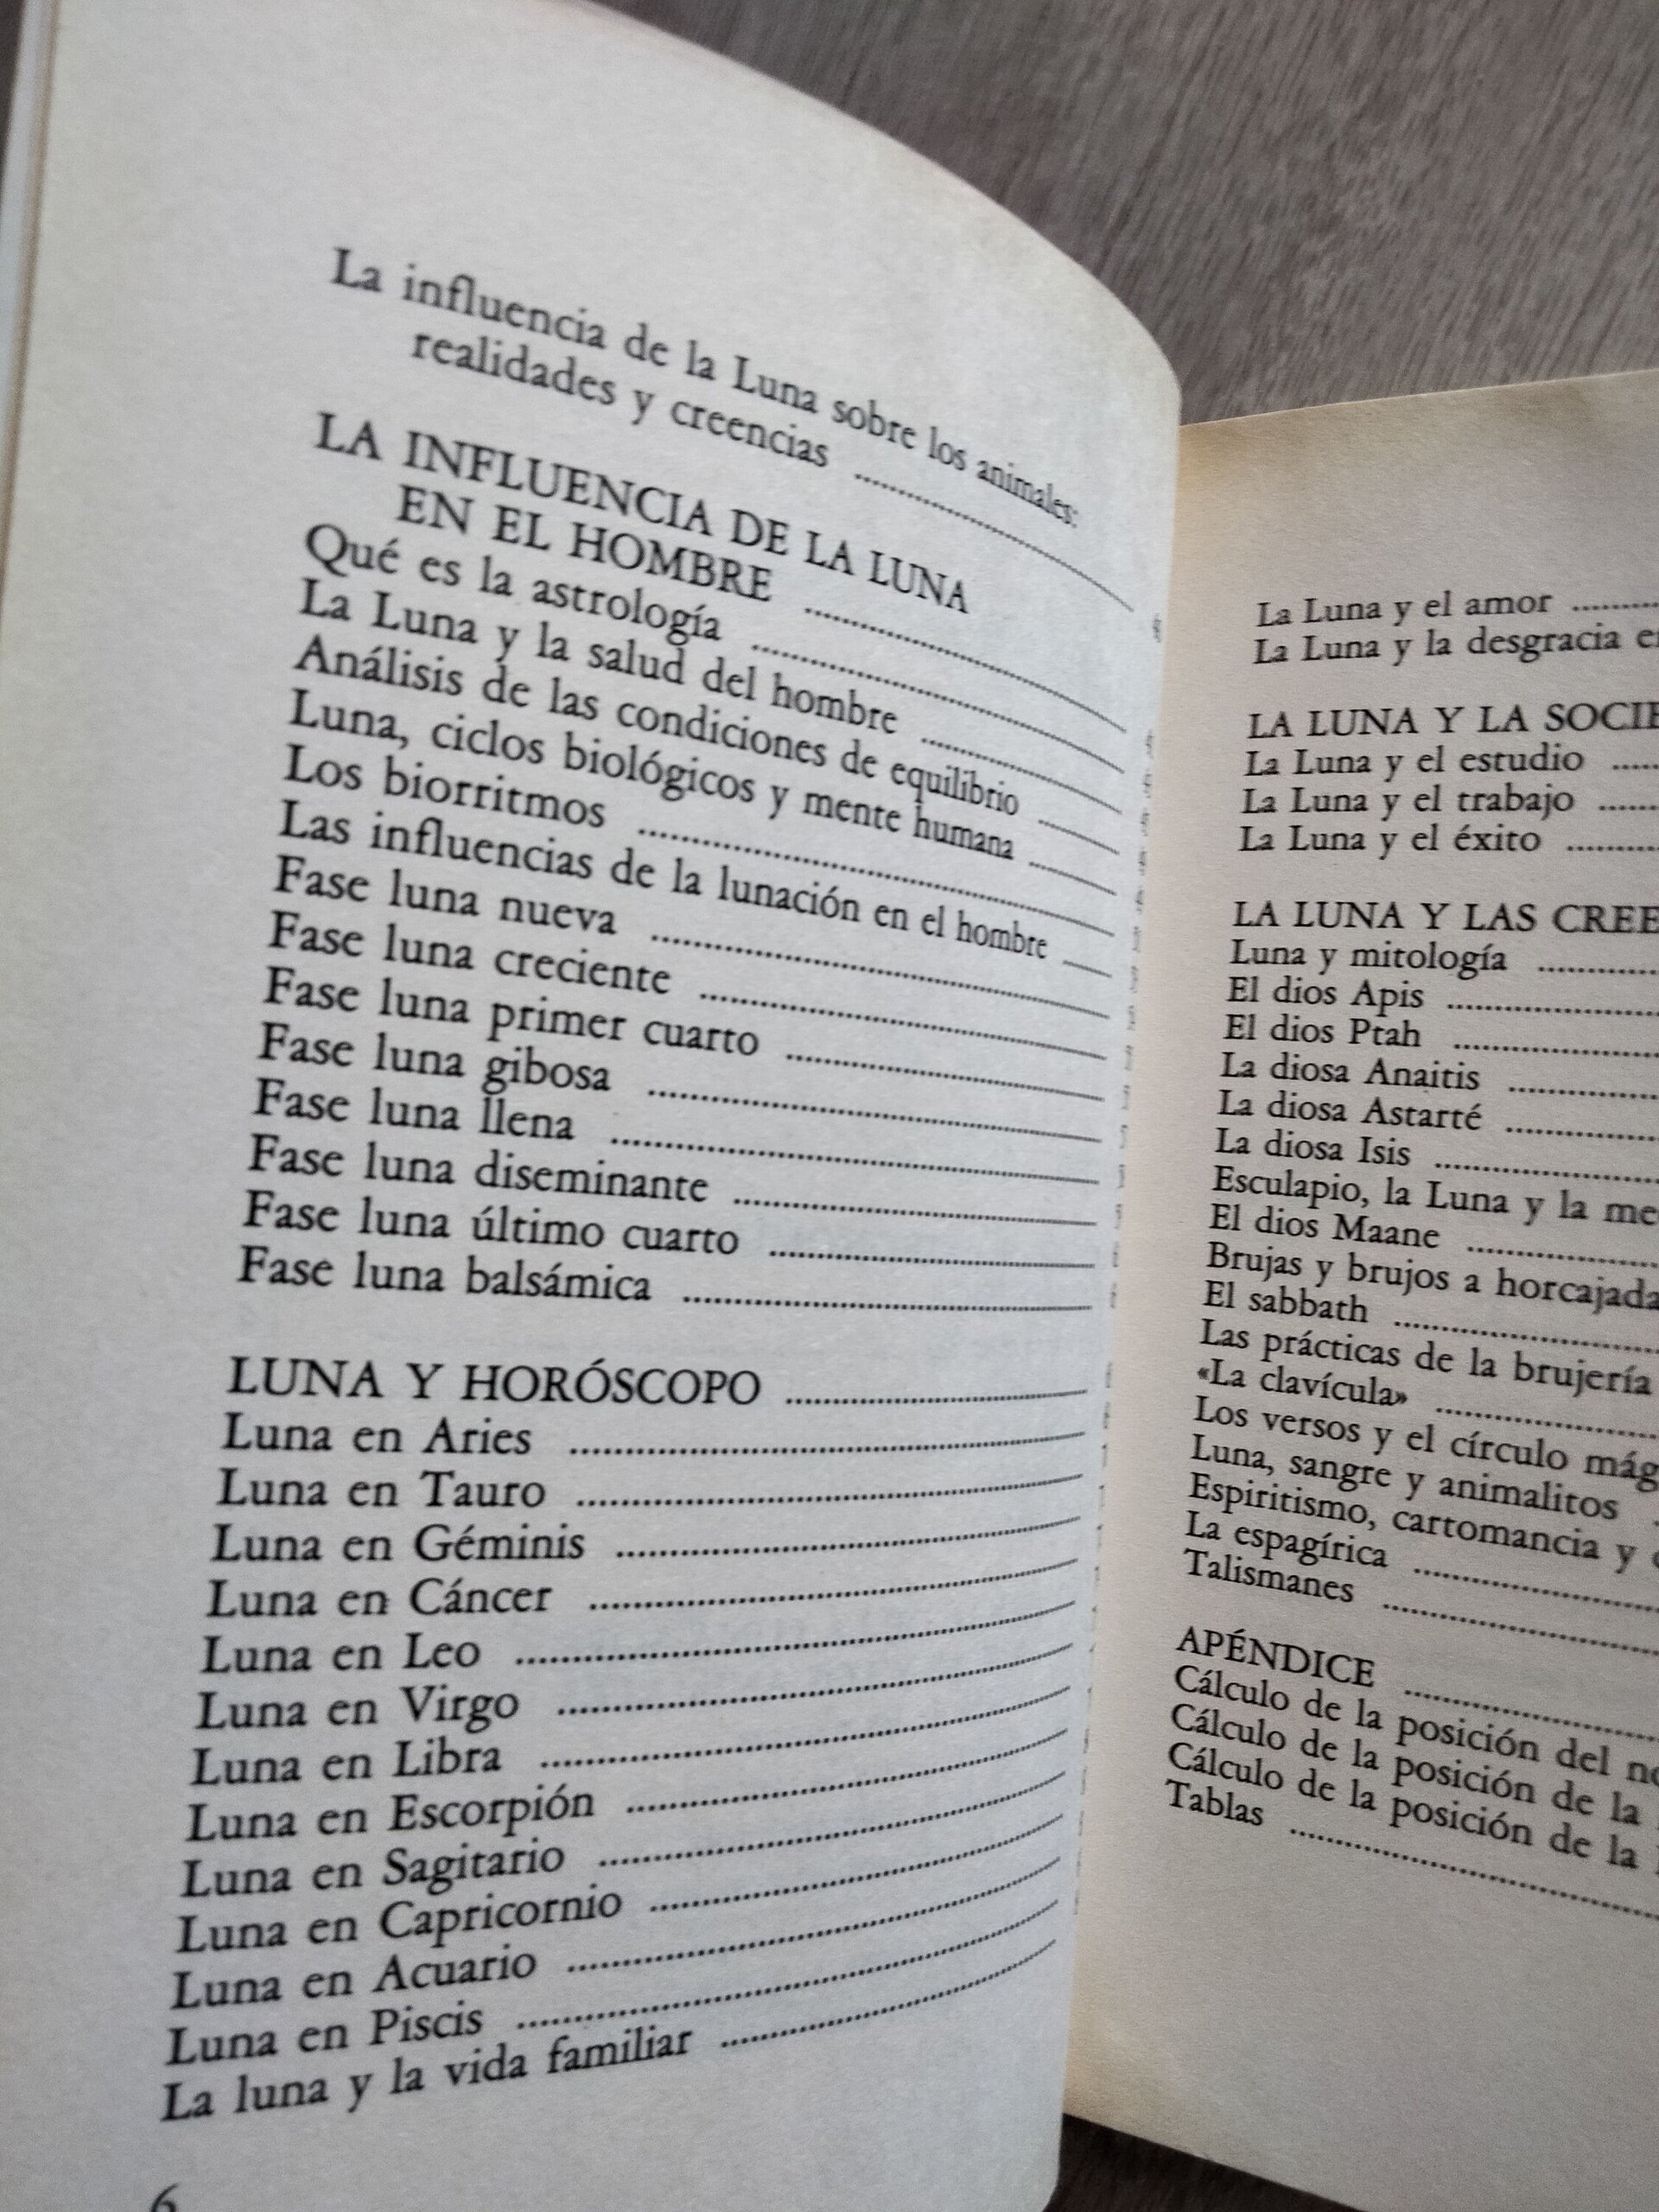 La influencia de la Luna sobre los animales:
realidades y creencias ..........
LA INFLUENCIA DE LA LUNA
EN EL HOMBRE ..........
Qué es la astrología ..........
La Luna y la salud del hombre ..........
Análisis de las condiciones de equilibrio ..........
Luna, ciclos biológicos y mente humana ..........
Los biorritmos ..........
Las influencias de la lunación en el hombre ..........
Fase luna nueva ..........
Fase luna creciente ..........
Fase luna primer cuarto ..........
Fase luna gibosa ..........
Fase luna llena ..........
Fase luna diseminante ..........
Fase luna último cuarto ..........
Fase luna balsámica ..........
LUNA Y HORÓSCOPO ..........
Luna en Aries ..........
Luna en Tauro ..........
Luna en Géminis ..........
Luna en Cáncer ..........
Luna en Leo ..........
Luna en Virgo ..........
Luna en Libra ..........
Luna en Escorpión ..........
Luna en Sagitario ..........
Luna en Capricornio ..........
Luna en Acuario ..........
Luna en Piscis ..........
La luna y la vida familiar ..........
6
La Luna y el amor ..........
La Luna y la desgracia
LA LUNA Y LA
La Luna y el estudio ..........
La Luna y el trabajo ..........
La Luna y el éxito ..........
LA LUNA Y LAS
Luna y mitología ..........
El dios Apis ..........
El dios Ptah ..........
La diosa Anaitis ..........
La diosa Astarté ..........
La diosa Isis ..........
Esculapio, la Luna y la
El dios Maane ..........
Brujas y brujos a
El sabbath ..........
Las prácticas de la brujería
«La clavícula» ..........
Los versos y el círculo
Luna, sangre y animalitos
Espiritismo, cartomancia y
La espagírica ..........
Talismanes ..........
APÉNDICE ..........
Cálculo de la posición del
Cálculo de la posición de la
Cálculo de la posición de la
Tablas ..........